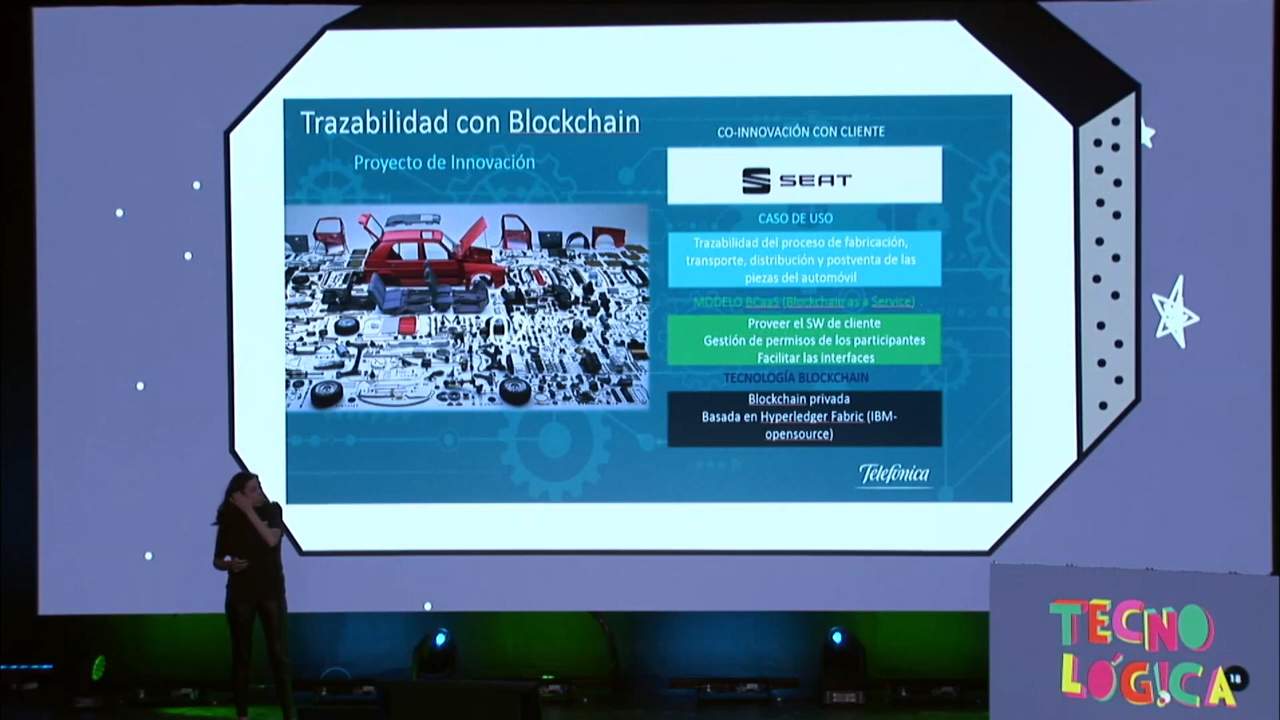 Trazabilidad con Blockchain
Proyecto de Innovación
CO-INNOVACIÓN CON CLIENTE
SEAT
CASO DE USO
Trazabilidad del proceso de fabricación,
transporte, distribución y postventa de las
piezas del automóvil
MODELO BCaaS (Blockchain as a Service)
Proveer el SW de cliente
Gestión de permisos de los participantes
Facilitar las interfaces
TECNOLOGÍA BLOCKCHAIN
Blockchain privada
Basada en Hyperledger Fabric (IBM-
opensource)
Telefónica
TECNO
LÓGICA
18